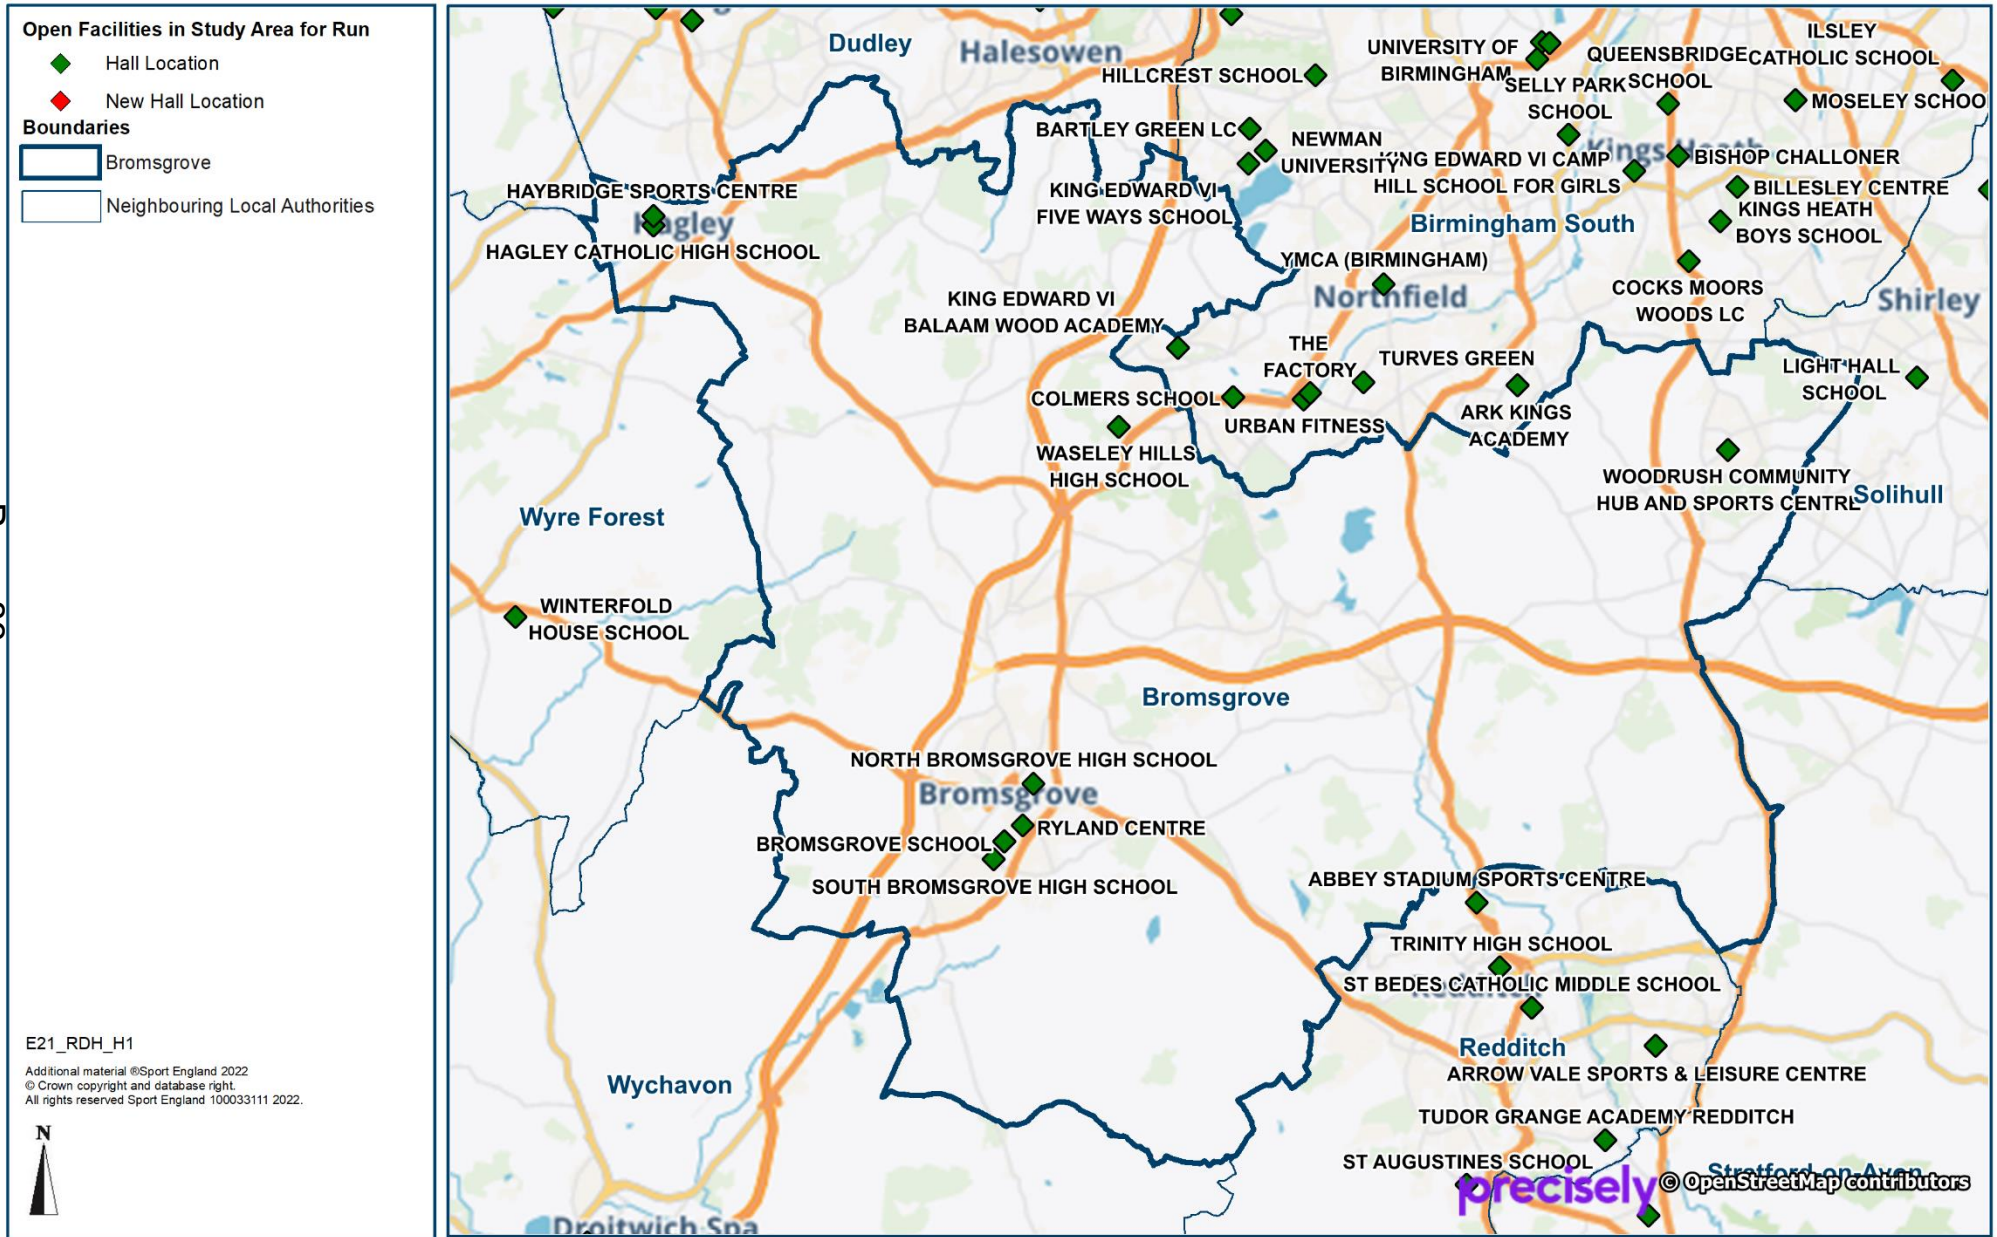 Open Facilities in Study Area for Run
Hall Location
New Hall Location
Boundaries
Bromsgrove
Neighbouring Local Authorities
E21_RDH_H1
Additional material ®Sport England 2022
© Crown copyright and database right.
All rights reserved Sport England 100033111 2022.
N
Dudley
Halesowen
HILLCREST SCHOOL
UNIVERSITY OF
BIRMINGHAM
QUEENSBRIDGE
SCHOOL
ILSLEY
CATHOLIC SCHOOL
SELLY PARK
SCHOOL
MOSELEY SCHOO
BARTLEY GREEN LC
NEWMAN
UNIVERSITY
KING EDWARD VI CAMP
HILL SCHOOL FOR GIRLS
Kings Heath
BISHOP CHALLONER
BILLESLEY CENTRE
KINGS HEATH
BOYS SCHOOL
HAYBRIDGE SPORTS CENTRE
Hagley
HAGLEY CATHOLIC HIGH SCHOOL
KING EDWARD VI
FIVE WAYS SCHOOL
Birmingham South
YMCA (BIRMINGHAM)
Northfield
COCKS MOORS
WOODS LC
Shirley
KING EDWARD VI
BALAAM WOOD ACADEMY
THE
FACTORY
TURVES GREEN
LIGHT HALL
SCHOOL
COLMERS SCHOOL
URBAN FITNESS
ARK KINGS
ACADEMY
WASELEY HILLS
HIGH SCHOOL
WOODRUSH COMMUNITY
HUB AND SPORTS CENTRE
Solihull
Wyre Forest
WINTERFOLD
HOUSE SCHOOL
Bromsgrove
NORTH BROMSGROVE HIGH SCHOOL
Bromsgrove
RYLAND CENTRE
BROMSGROVE SCHOOL
SOUTH BROMSGROVE HIGH SCHOOL
ABBEY STADIUM SPORTS CENTRE
TRINITY HIGH SCHOOL
Redditch
ST BEDES CATHOLIC MIDDLE SCHOOL
Redditch
ARROW VALE SPORTS & LEISURE CENTRE
Wychavon
TUDOR GRANGE ACADEMY REDDITCH
ST AUGUSTINES SCHOOL
Stratford-on-Avon
precisely
© OpenStreetMap contributors
Droitwich Spa